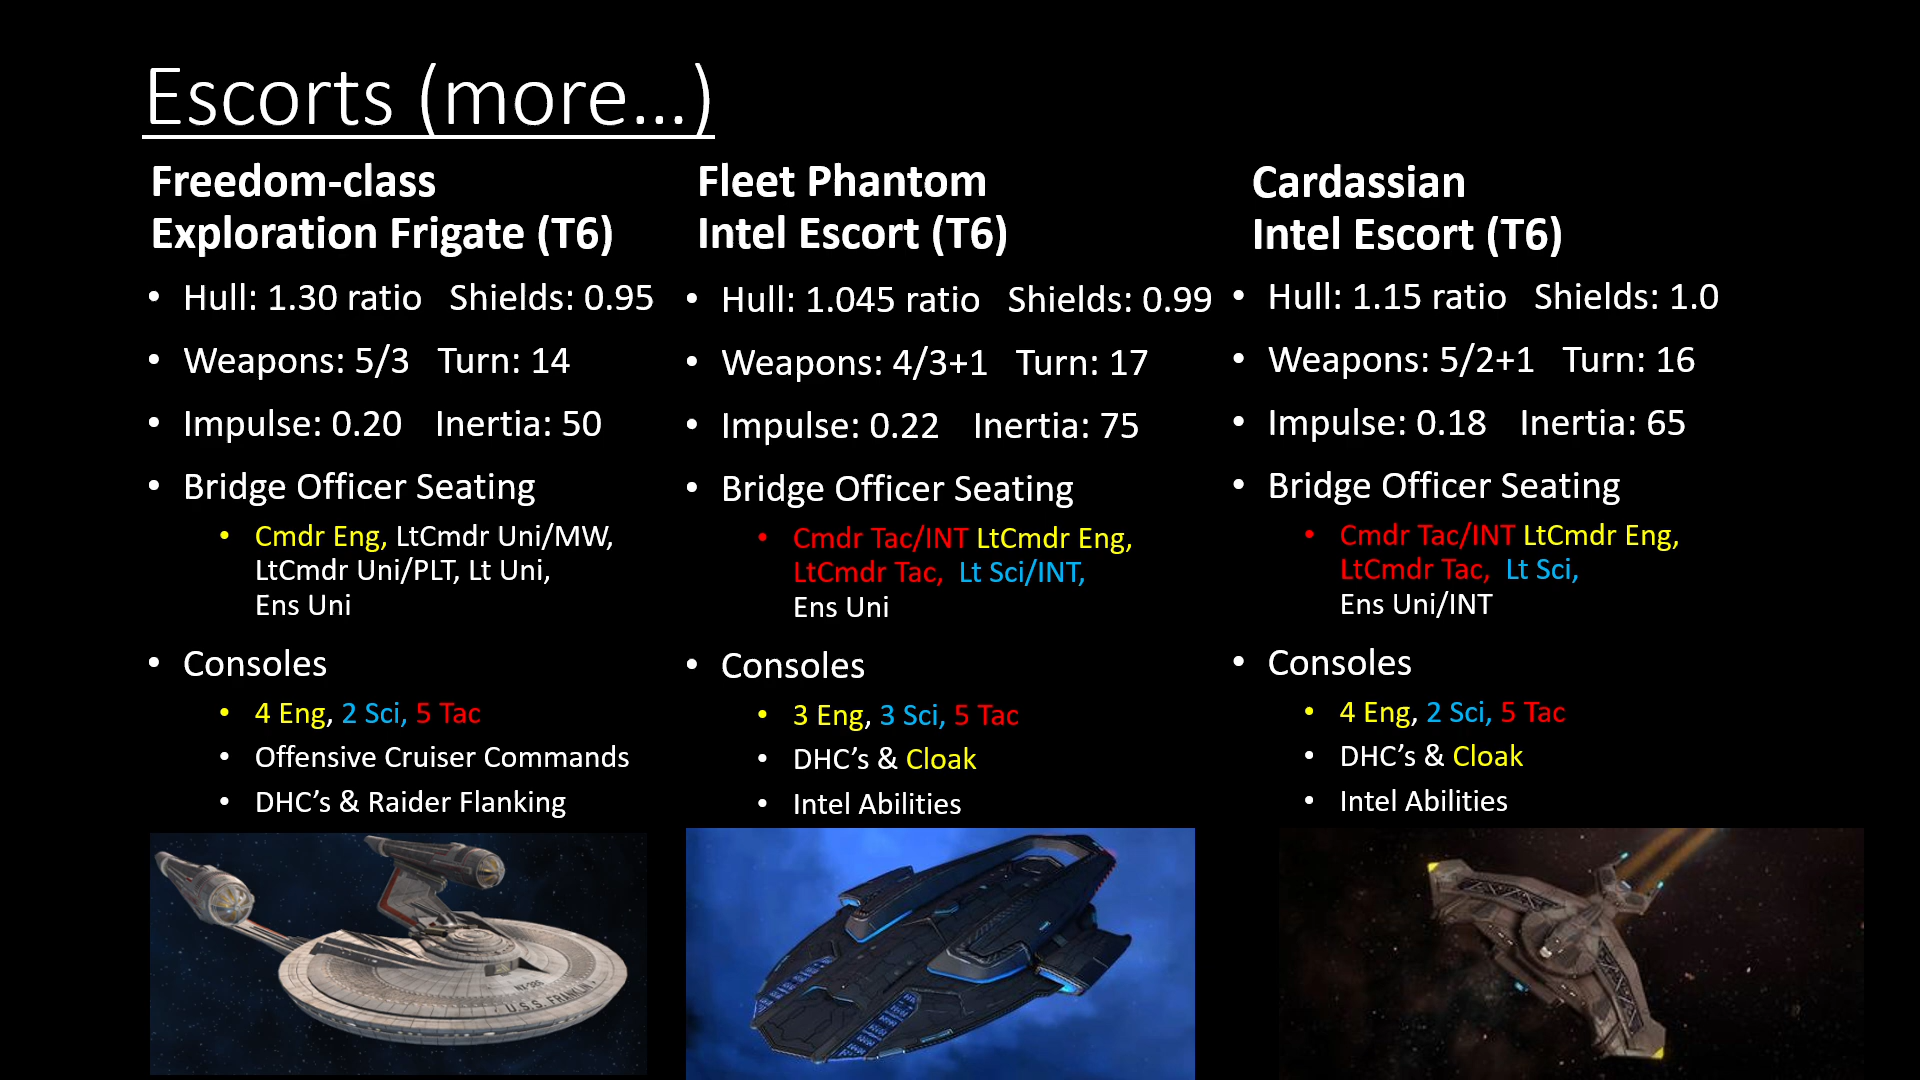 Escorts (more...)
Freedom-class
Exploration Frigate (T6)
• Hull: 1.30 ratio Shields: 0.95
• Weapons: 5/3 Turn: 14
• Impulse: 0.20 Inertia: 50
• Bridge Officer Seating
• Cmdr Eng, LtCmdr Uni/MW,
LtCmdr Uni/PLT, Lt Uni,
Ens Uni
• Consoles
• 4 Eng, 2 Sci, 5 Tac
• Offensive Cruiser Commands
• DHC’s & Raider Flanking
U.S.S. FRANKLIN
Fleet Phantom
Intel Escort (T6)
• Hull: 1.045 ratio Shields: 0.99
• Weapons: 4/3+1 Turn: 17
• Impulse: 0.22 Inertia: 75
• Bridge Officer Seating
• Cmdr Tac/INT LtCmdr Eng,
LtCmdr Tac, Lt Sci/INT,
Ens Uni
• Consoles
• 3 Eng, 3 Sci, 5 Tac
• DHC’s & Cloak
• Intel Abilities
Cardassian
Intel Escort (T6)
• Hull: 1.15 ratio Shields: 1.0
• Weapons: 5/2+1 Turn: 16
• Impulse: 0.18 Inertia: 65
• Bridge Officer Seating
• Cmdr Tac/INT LtCmdr Eng,
LtCmdr Tac, Lt Sci,
Ens Uni/INT
• Consoles
• 4 Eng, 2 Sci, 5 Tac
• DHC’s & Cloak
• Intel Abilities